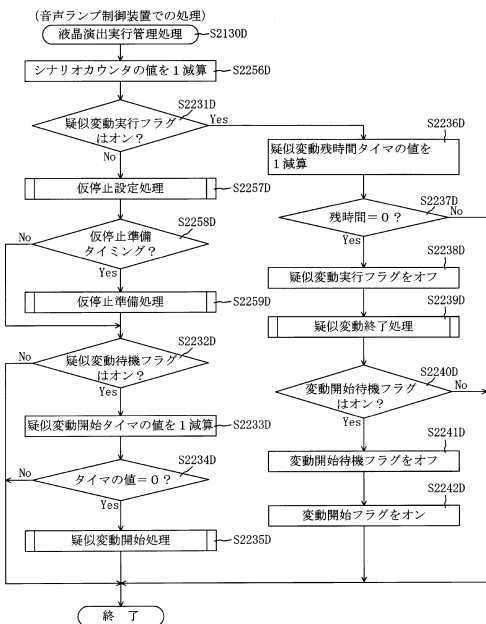 (音声ランプ制御装置での処理)
液晶演出実行管理処理
S2130D
シナリオカウンタの値を1減算
S2256D
S2231D
疑似変動実行フラグ
はオン?
Yes
No
仮停止設定処理
S2257D
S2258D
仮停止準備
タイミング?
No
Yes
仮停止準備処理
S2259D
S2232D
疑似変動待機フラグ
はオン?
No
Yes
疑似変動開始タイマの値を1減算
S2233D
S2234D
タイマの値=0?
No
Yes
疑似変動開始処理
S2235D
終 了
S2236D
疑似変動残時間タイマの値を
1減算
S2237D
残時間=0?
No
Yes
S2238D
疑似変動実行フラグをオフ
S2239D
疑似変動終了処理
S2240D
変動開始待機フラグ
はオン?
No
Yes
S2241D
変動開始待機フラグをオフ
S2242D
変動開始フラグをオン